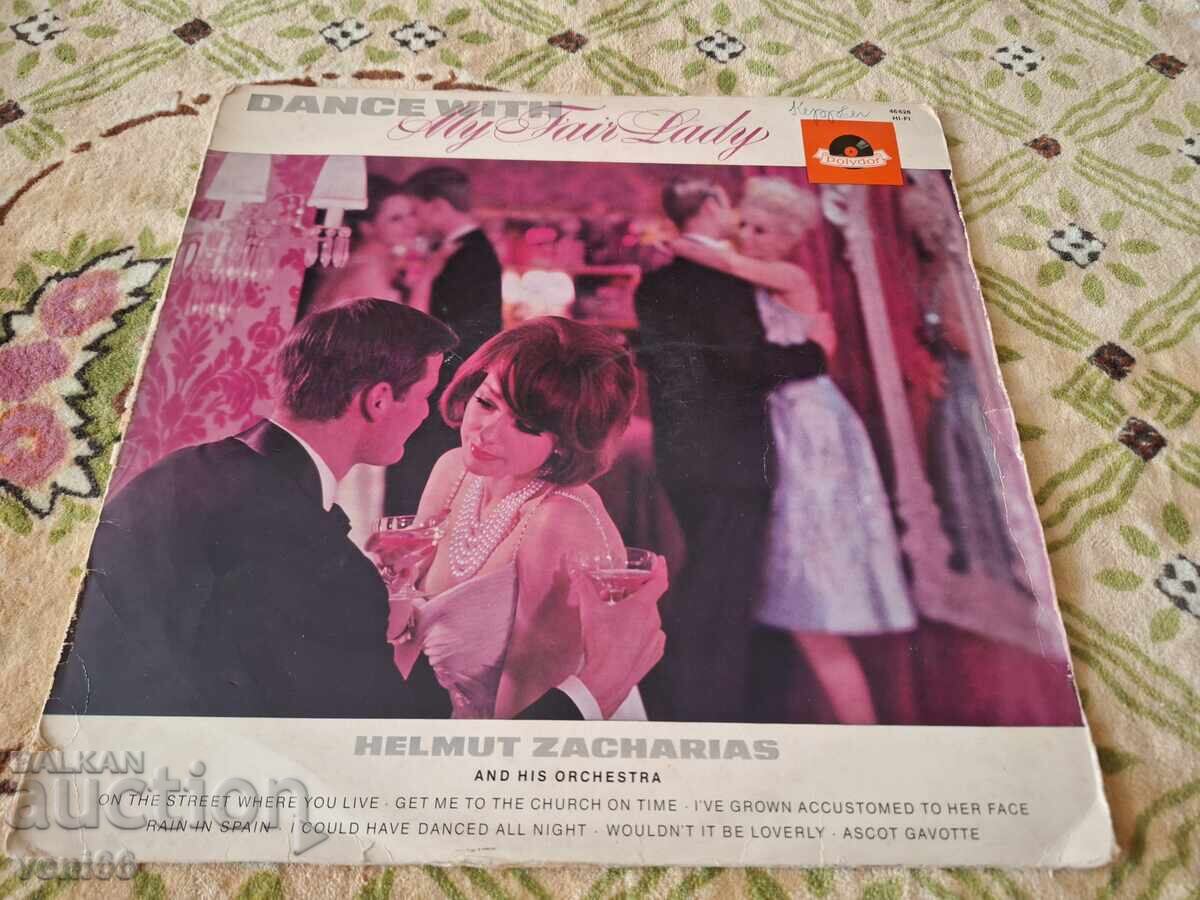 DANCE WITH
My Fair Lady
46428
HI-FI
polydor
HELMUT ZACHARIAS
AND HIS ORCHESTRA
ON THE STREET WHERE YOU LIVE · GET ME TO THE CHURCH ON TIME · I'VE GROWN ACCUSTOMED TO HER FACE
RAIN IN SPAIN · I COULD HAVE DANCED ALL NIGHT · WOULDN'T IT BE LOVERLY · ASCOT GAVOTTE
BALKAN
auction
yeni66